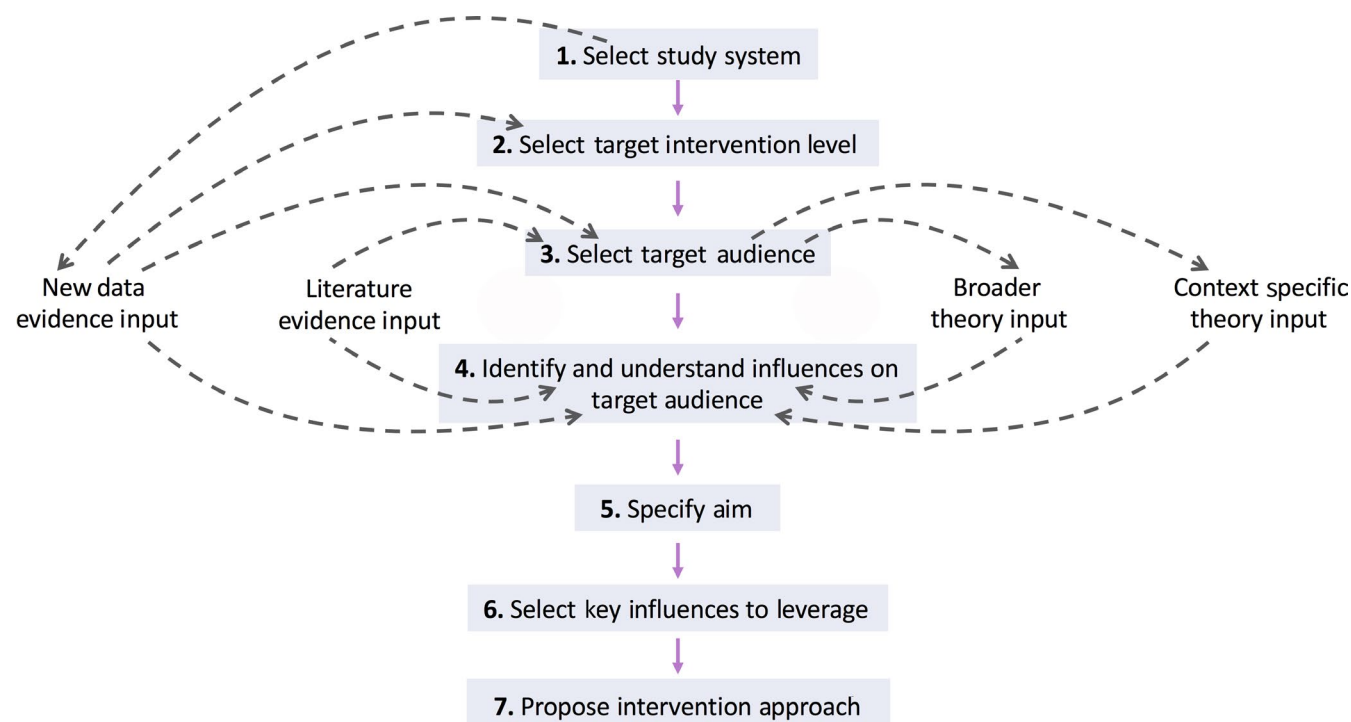 1. Select study system
2. Select target intervention level
3. Select target audience
New data
evidence input
Literature
evidence input
Broader
theory input
Context specific
theory input
4. Identify and understand influences on
target audience
5. Specify aim
6. Select key influences to leverage
7. Propose intervention approach